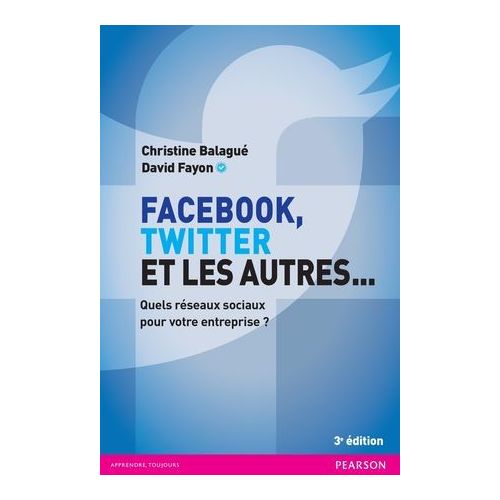 Christine Balagué
David Fayon
FACEBOOK,
TWITTER
ET LES AUTRES...
Quels réseaux sociaux
pour votre entreprise ?
3e édition
APPRENDRE, TOUJOURS
PEARSON